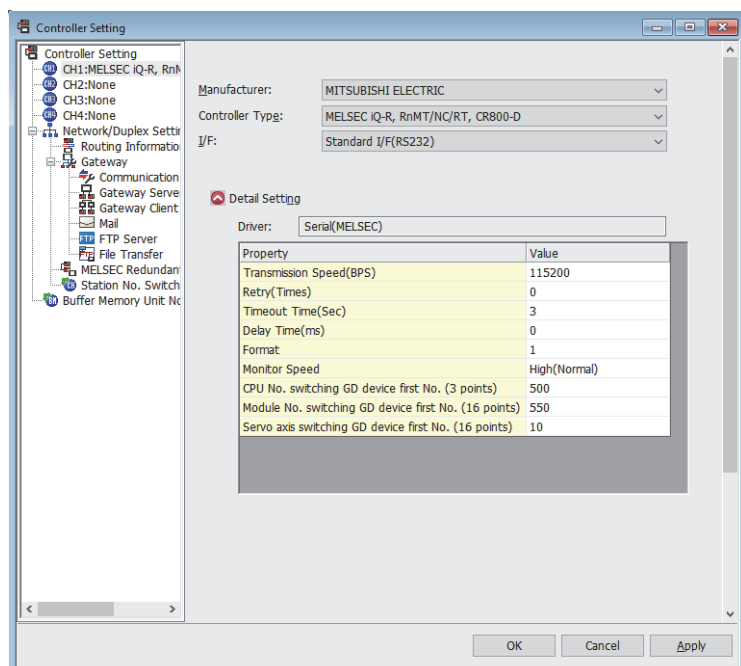 Controller Setting
Controller Setting
CH1:MELSEC iQ-R, RnM
CH2:None
CH3:None
CH4:None
Network/Duplex Settin
Routing Informatio
Gateway
Communication
Gateway Serve
Gateway Client
Mail
FTP Server
File Transfer
MELSEC Redundan
Station No. Switch
Buffer Memory Unit No
Manufacturer: MITSUBISHI ELECTRIC
Controller Type: MELSEC iQ-R, RnMT/NC/RT, CR800-D
I/F: Standard I/F(RS232)
Detail Setting
Driver: Serial(MELSEC)
Property Value
Transmission Speed(BPS) 115200
Retry(Times) 0
Timeout Time(Sec) 3
Delay Time(ms) 0
Format 1
Monitor Speed High(Normal)
CPU No. switching GD device first No. (3 points) 500
Module No. switching GD device first No. (16 points) 550
Servo axis switching GD device first No. (16 points) 10
OK Cancel Apply